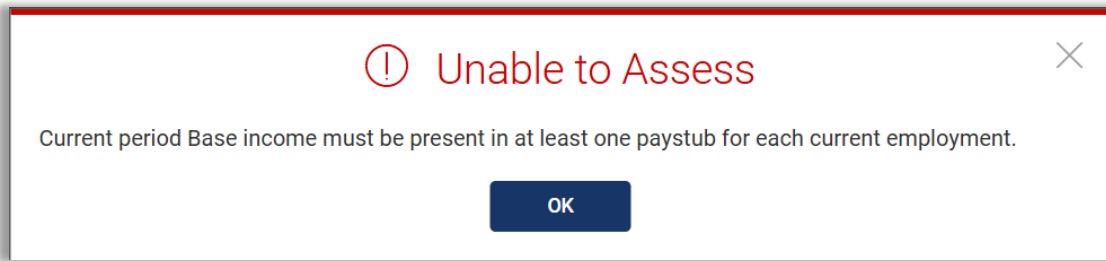 Unable to Assess
Current period Base income must be present in at least one paystub for each current employment.
OK